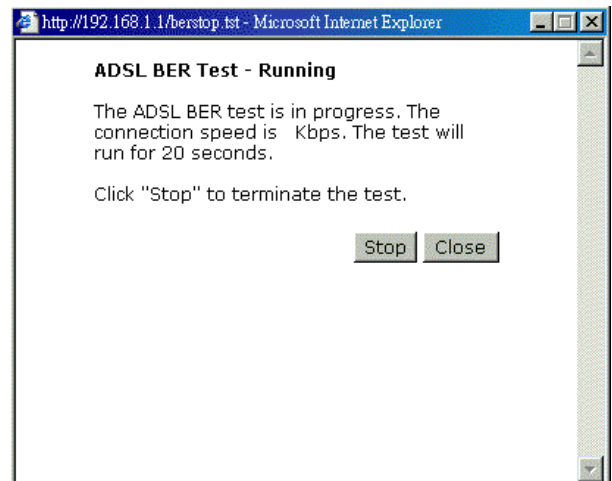 http://192.168.1.1/berstop.tst - Microsoft Internet Explorer
ADSL BER Test - Running
The ADSL BER test is in progress. The
connection speed is   Kbps. The test will
run for 20 seconds.
Click "Stop" to terminate the test.
Stop Close